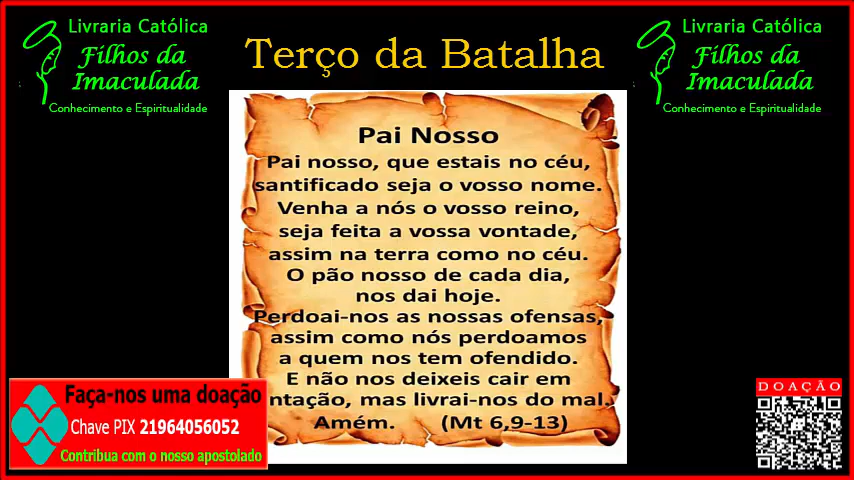 Livraria Católica
Filhos da
Imaculada
Conhecimento e Espiritualidade
Terço da Batalha
Livraria Católica
Filhos da
Imaculada
Conhecimento e Espiritualidade
Pai Nosso
Pai nosso, que estais no céu,
santificado seja o vosso nome.
Venha a nós o vosso reino,
seja feita a vossa vontade,
assim na terra como no céu.
O pão nosso de cada dia,
nos dai hoje.
Perdoai-nos as nossas ofensas,
assim como nós perdoamos
a quem nos tem ofendido.
E não nos deixeis cair em
ntação, mas livrai-nos do mal.
Amém. (Mt 6,9-13)
Faça-nos uma doação
Chave PIX 21964056052
Contribua com o nosso apostolado
DOAÇÃO